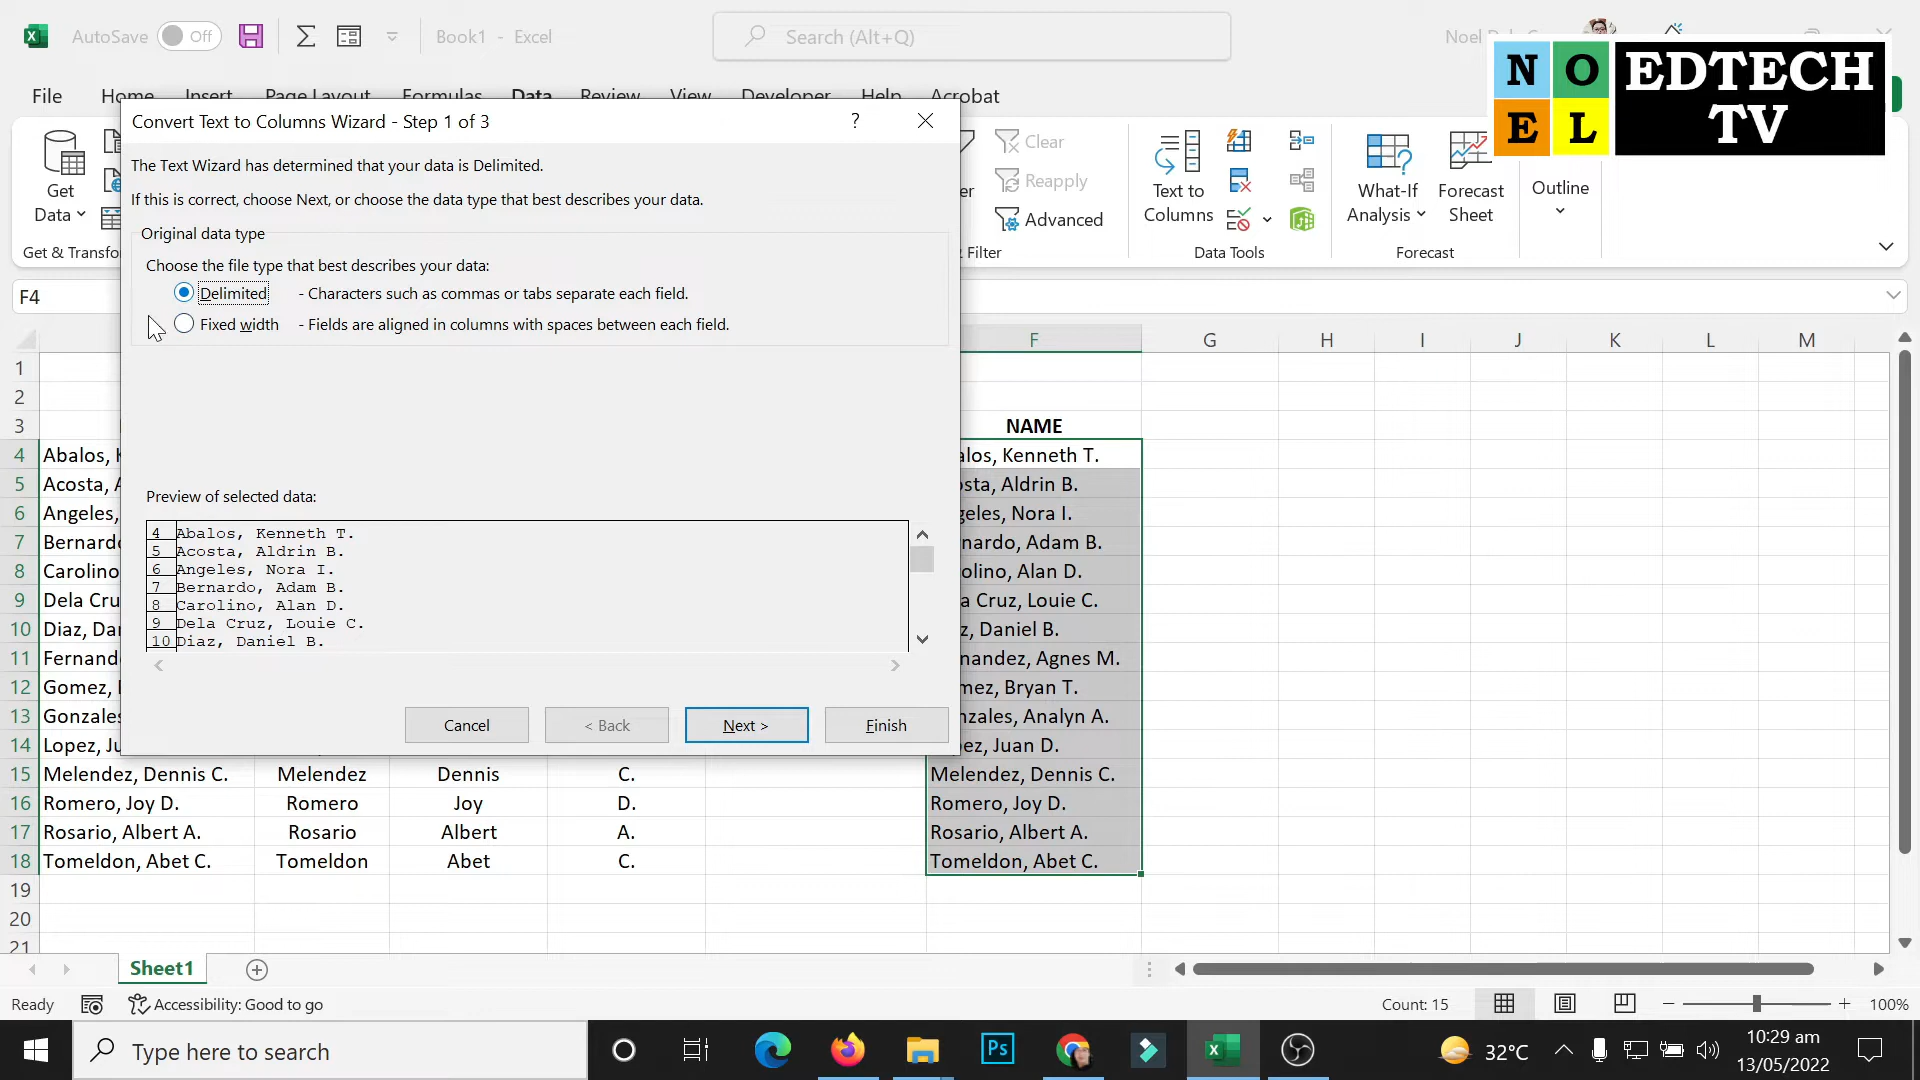 AutoSave Off
Book1 - Excel
Search (Alt+Q)
N O
E L
EDTECH
TV
File Home Insert Page Layout Formulas Data Review View Developer Help Acrobat
Convert Text to Columns Wizard - Step 1 of 3 ?
The Text Wizard has determined that your data is Delimited.
If this is correct, choose Next, or choose the data type that best describes your data.
Original data type
Choose the file type that best describes your data:
Delimited - Characters such as commas or tabs separate each field.
Fixed width - Fields are aligned in columns with spaces between each field.
Preview of selected data:
4 Abalos, Kenneth T.
5 Acosta, Aldrin B.
6 Angeles, Nora I.
7 Bernardo, Adam B.
8 Carolino, Alan D.
9 Dela Cruz, Louie C.
10 Diaz, Daniel B.
Cancel < Back Next > Finish
Get
Data
Get & Transfo
Clear
Reapply
Advanced
Filter
Text to
Columns
Data Tools
What-If
Analysis
Forecast
Sheet
Forecast
Outline
F4
F G H I J K L M
1
2
3 NAME
4 Abalos, alos, Kenneth T.
5 Acosta, osta, Aldrin B.
6 Angeles, geles, Nora I.
7 Bernardo nardo, Adam B.
8 Carolino olino, Alan D.
9 Dela Cru a Cruz, Louie C.
10 Diaz, Da z, Daniel B.
11 Fernand nandez, Agnes M.
12 Gomez, mez, Bryan T.
13 Gonzales nzales, Analyn A.
14 Lopez, Ju ez, Juan D.
15 Melendez, Dennis C. Melendez Dennis C. Melendez, Dennis C.
16 Romero, Joy D. Romero Joy D. Romero, Joy D.
17 Rosario, Albert A. Rosario Albert A. Rosario, Albert A.
18 Tomeldon, Abet C. Tomeldon Abet C. Tomeldon, Abet C.
19
20
21
Sheet1
Ready Accessibility: Good to go Count: 15 100%
Type here to search
Ps
32°C
10:29 am
13/05/2022